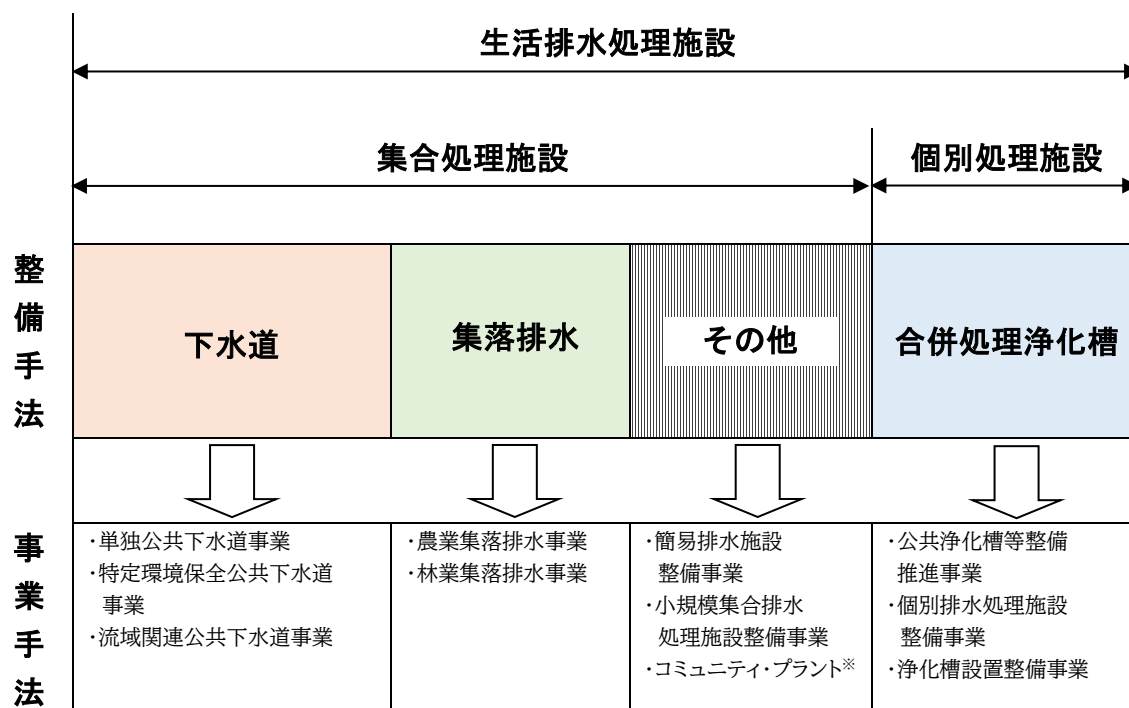 生活排水処理施設
集合処理施設
個別処理施設
整備手法
下水道
集落排水
その他
合併処理浄化槽
事業手法
・単独公共下水道事業
・特定環境保全公共下水道
事業
・流域関連公共下水道事業
・農業集落排水事業
・林業集落排水事業
・簡易排水施設
整備事業
・小規模集合排水
処理施設整備事業
・コミュニティ・プラント※
・公共浄化槽等整備
推進事業
・個別排水処理施設
整備事業
・浄化槽設置整備事業